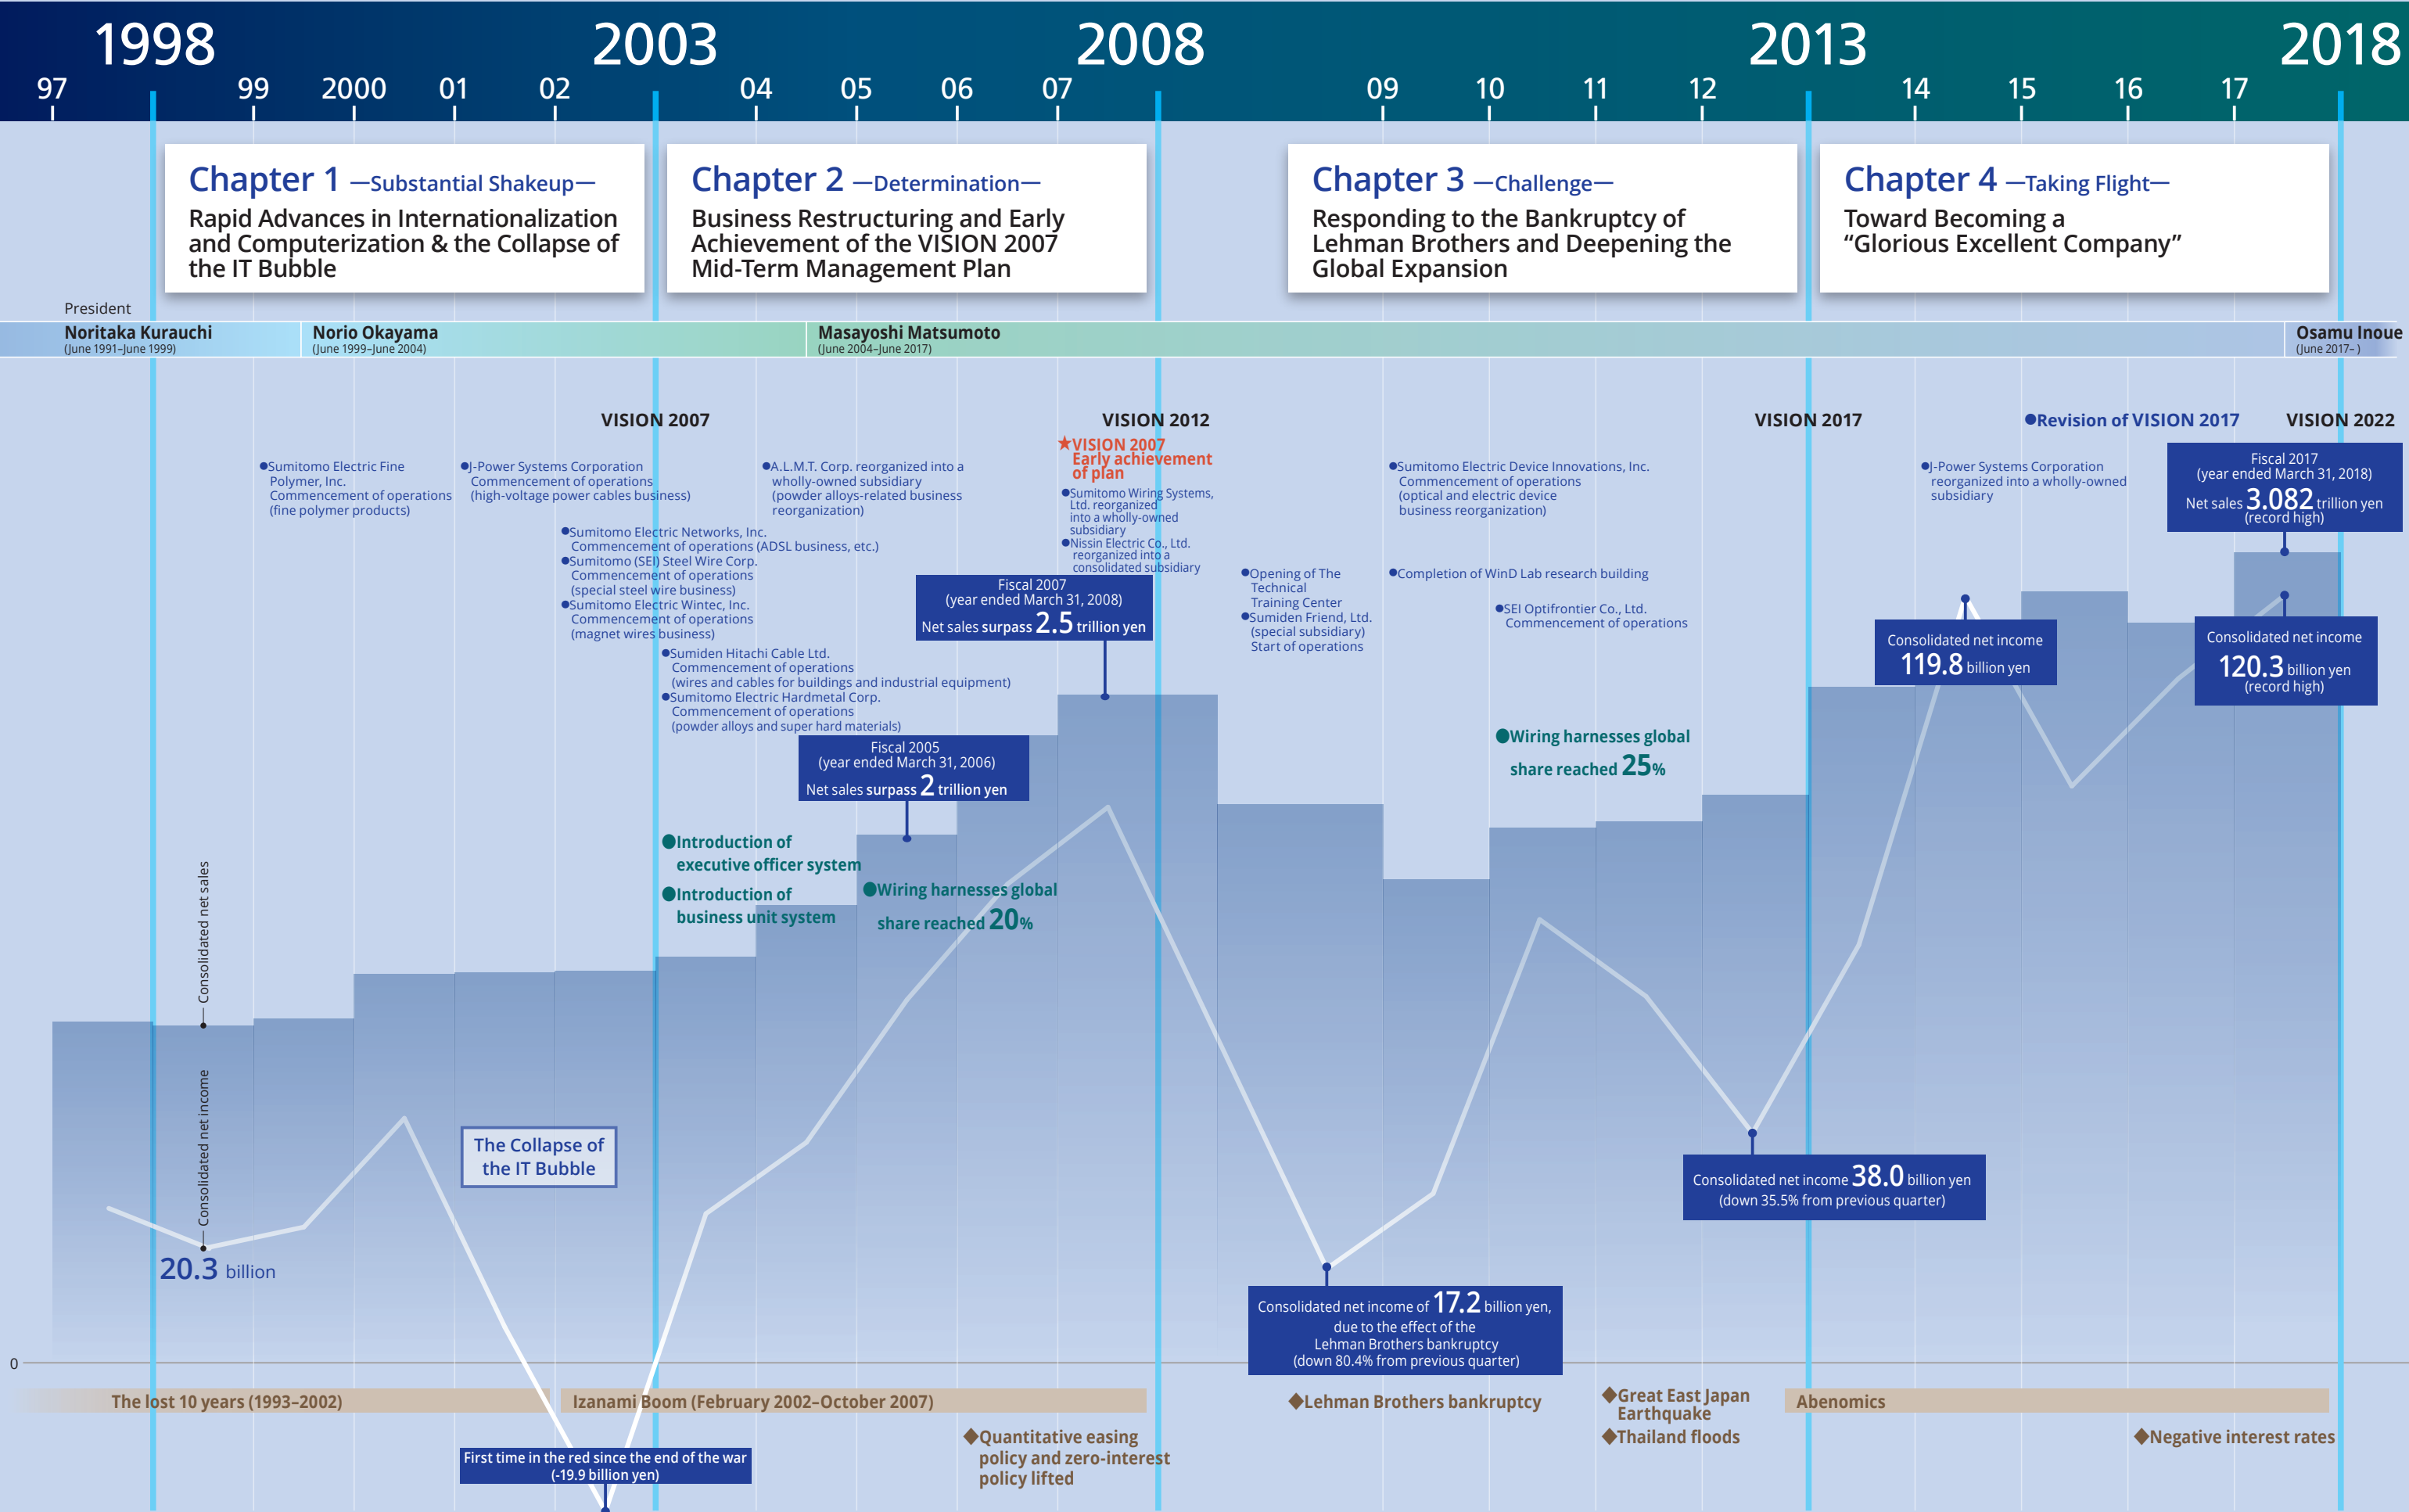 1998 2003 2008 2013 2018
97 99 2000 01 02 04 05 06 07 09 10 11 12 14 15 16 17
Chapter 1 —Substantial Shakeup—
Rapid Advances in Internationalization
and Computerization & the Collapse of
the IT Bubble
Chapter 2 —Determination—
Business Restructuring and Early
Achievement of the VISION 2007
Mid-Term Management Plan
Chapter 3 —Challenge—
Responding to the Bankruptcy of
Lehman Brothers and Deepening the
Global Expansion
Chapter 4 —Taking Flight—
Toward Becoming a
“Glorious Excellent Company”
President
Noritaka Kurauchi
(June 1991–June 1999)
Norio Okayama
(June 1999–June 2004)
Masayoshi Matsumoto
(June 2004–June 2017)
Osamu Inoue
(June 2017– )
VISION 2007
VISION 2012
VISION 2017
●Revision of VISION 2017
VISION 2022
★VISION 2007
Early achievement
of plan
●Sumitomo Electric Fine
Polymer, Inc.
Commencement of operations
(fine polymer products)
●J-Power Systems Corporation
Commencement of operations
(high-voltage power cables business)
●A.L.M.T. Corp. reorganized into a
wholly-owned subsidiary
(powder alloys-related business
reorganization)
●Sumitomo Wiring Systems,
Ltd. reorganized
into a wholly-owned
subsidiary
●Nissin Electric Co., Ltd.
reorganized into a
consolidated subsidiary
●Sumitomo Electric Device Innovations, Inc.
Commencement of operations
(optical and electric device
business reorganization)
●J-Power Systems Corporation
reorganized into a wholly-owned
subsidiary
Fiscal 2017
(year ended March 31, 2018)
Net sales 3.082 trillion yen
(record high)
●Sumitomo Electric Networks, Inc.
Commencement of operations (ADSL business, etc.)
●Sumitomo (SEI) Steel Wire Corp.
Commencement of operations
(special steel wire business)
●Sumitomo Electric Wintec, Inc.
Commencement of operations
(magnet wires business)
Fiscal 2007
(year ended March 31, 2008)
Net sales surpass 2.5 trillion yen
●Opening of The
Technical
Training Center
●Sumiden Friend, Ltd.
(special subsidiary)
Start of operations
●Completion of WinD Lab research building
●SEI Optifrontier Co., Ltd.
Commencement of operations
Consolidated net income
119.8 billion yen
Consolidated net income
120.3 billion yen
(record high)
●Sumiden Hitachi Cable Ltd.
Commencement of operations
(wires and cables for buildings and industrial equipment)
●Sumitomo Electric Hardmetal Corp.
Commencement of operations
(powder alloys and super hard materials)
Fiscal 2005
(year ended March 31, 2006)
Net sales surpass 2 trillion yen
●Wiring harnesses global
share reached 25%
●Introduction of
executive officer system
●Introduction of
business unit system
●Wiring harnesses global
share reached 20%
Consolidated net sales
Consolidated net income
20.3 billion
The Collapse of
the IT Bubble
Consolidated net income 38.0 billion yen
(down 35.5% from previous quarter)
Consolidated net income of 17.2 billion yen,
due to the effect of the
Lehman Brothers bankruptcy
(down 80.4% from previous quarter)
0
The lost 10 years (1993–2002)
Izanami Boom (February 2002–October 2007)
◆Lehman Brothers bankruptcy
◆Great East Japan
Earthquake
◆Thailand floods
Abenomics
◆Quantitative easing
policy and zero-interest
policy lifted
◆Negative interest rates
First time in the red since the end of the war
(-19.9 billion yen)